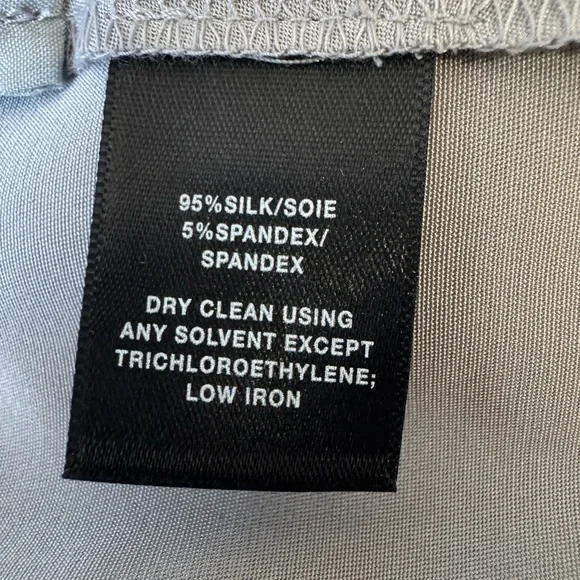 95%SILK/SOIE
5%SPANDEX/
SPANDEX
DRY CLEAN USING
ANY SOLVENT EXCEPT
TRICHLOROETHYLENE;
LOW IRON